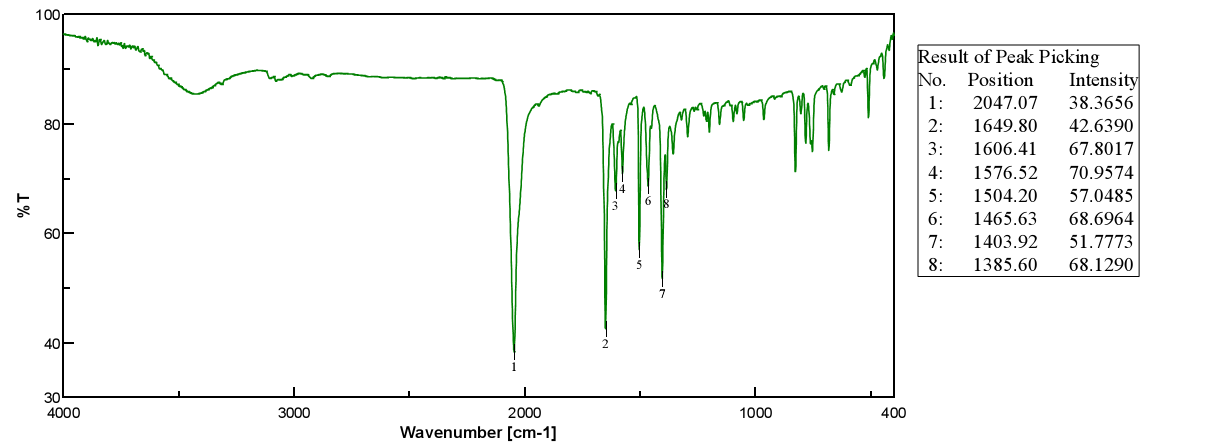 100
80
60
40
30
%T
4000
3000
2000
1000
400
Wavenumber [cm-1]
1
2
3
4
5
6
7
8
Result of Peak Picking
No. Position Intensity
1: 2047.07 38.3656
2: 1649.80 42.6390
3: 1606.41 67.8017
4: 1576.52 70.9574
5: 1504.20 57.0485
6: 1465.63 68.6964
7: 1403.92 51.7773
8: 1385.60 68.1290